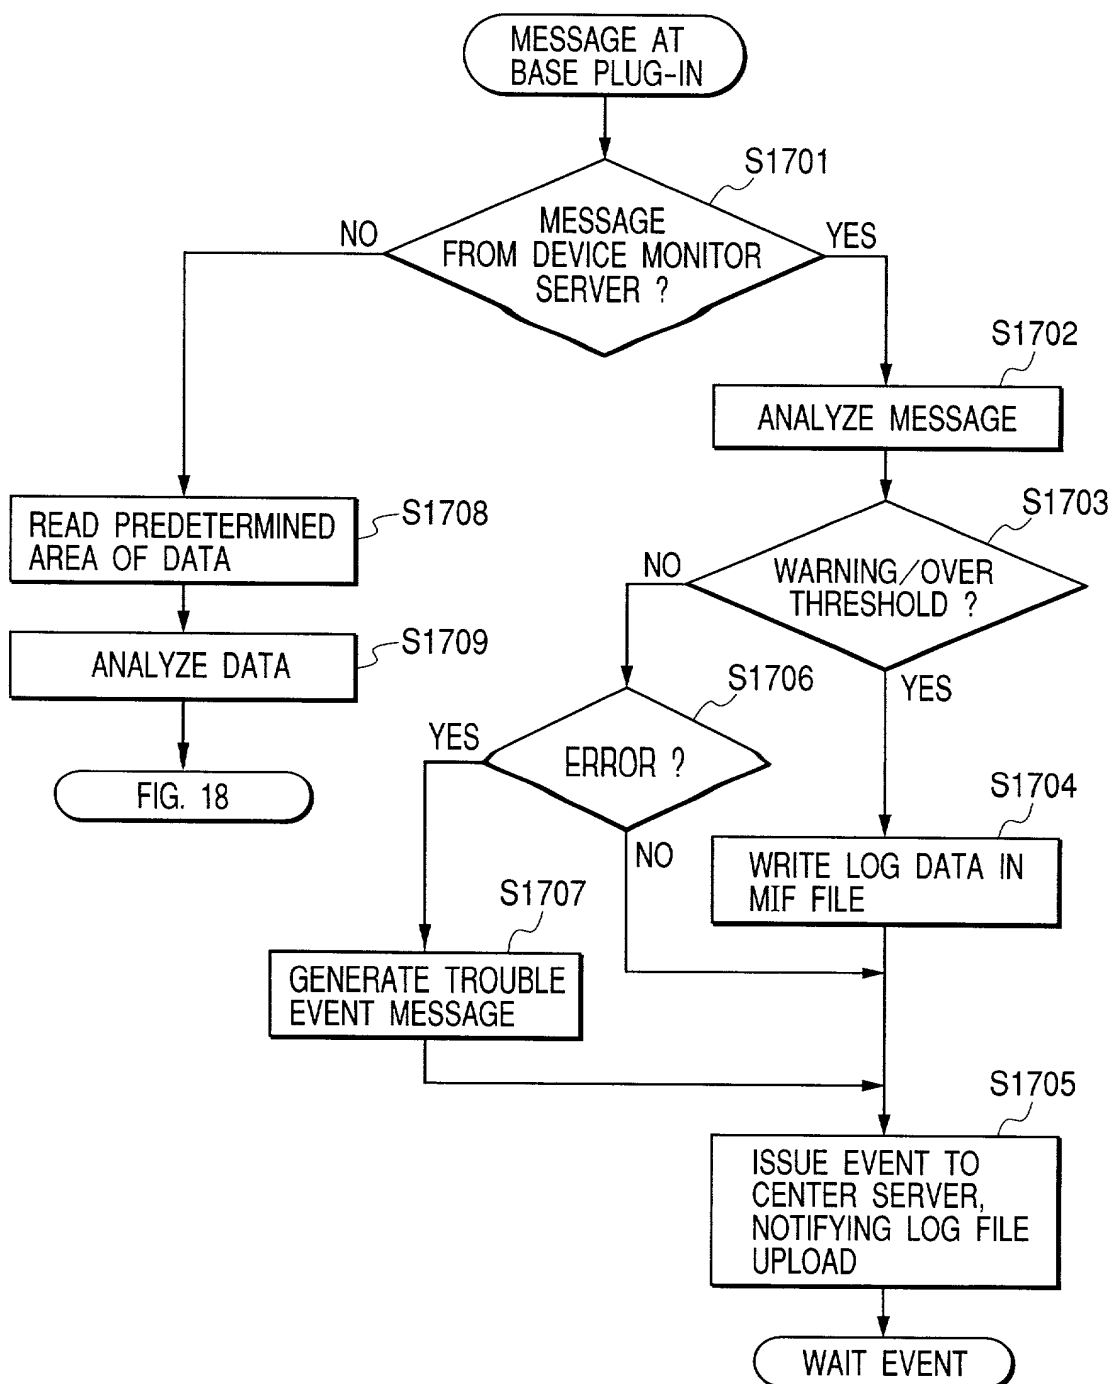 MESSAGE AT
BASE PLUG-IN
S1701
MESSAGE
FROM DEVICE MONITOR
SERVER ?
NO
YES
S1702
ANALYZE MESSAGE
S1708
READ PREDETERMINED
AREA OF DATA
S1703
WARNING/OVER
THRESHOLD ?
NO
YES
S1709
ANALYZE DATA
FIG. 18
S1706
ERROR ?
YES
NO
S1704
WRITE LOG DATA IN
MIF FILE
S1707
GENERATE TROUBLE
EVENT MESSAGE
S1705
ISSUE EVENT TO
CENTER SERVER,
NOTIFYING LOG FILE
UPLOAD
WAIT EVENT